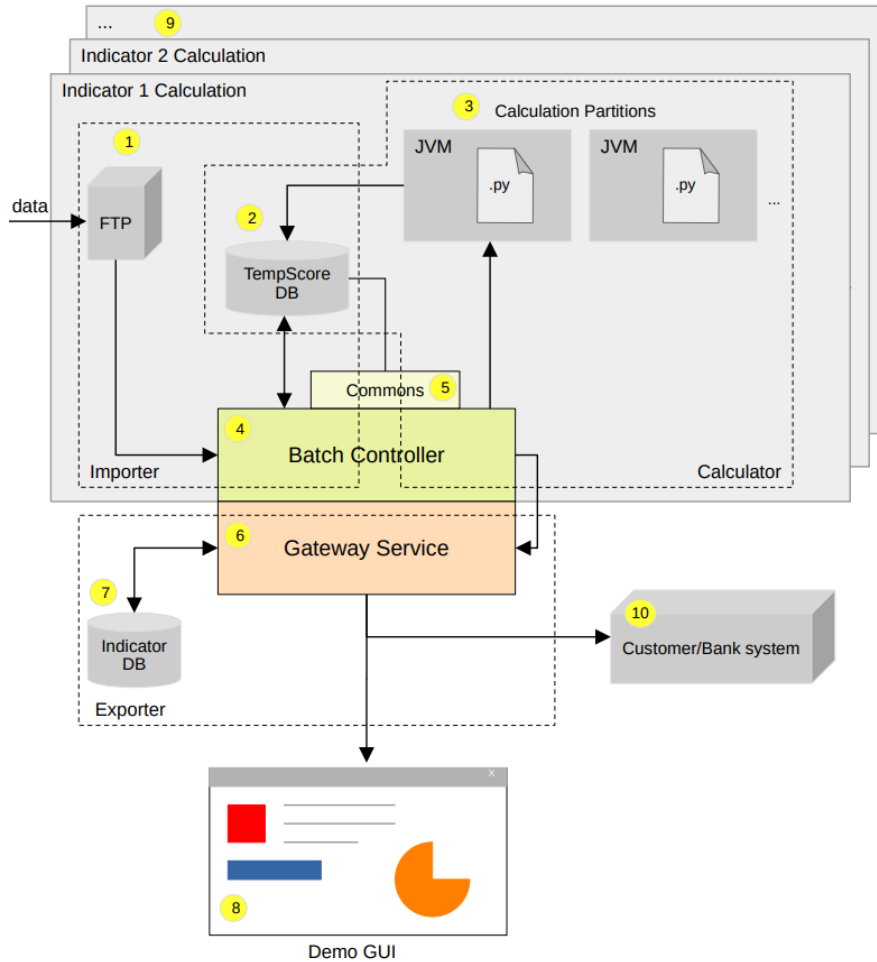 ... 9
Indicator 2 Calculation
Indicator 1 Calculation
3 Calculation Partitions
1
JVM
JVM
.py
.py
data
FTP
2
...
TempScore
DB
Commons 5
4
Batch Controller
Importer
Calculator
6
Gateway Service
7
10
Indicator
DB
Customer/Bank system
Exporter
x
8
Demo GUI